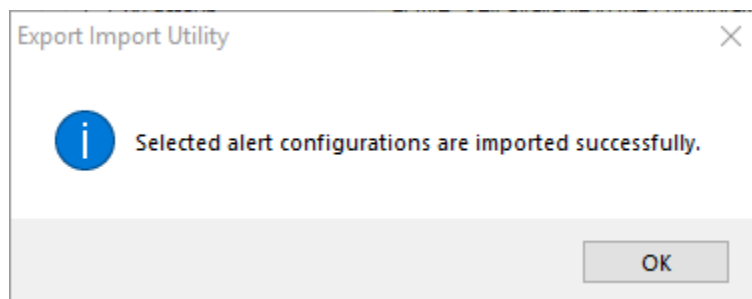 Export Import Utility
Selected alert configurations are imported successfully.
OK